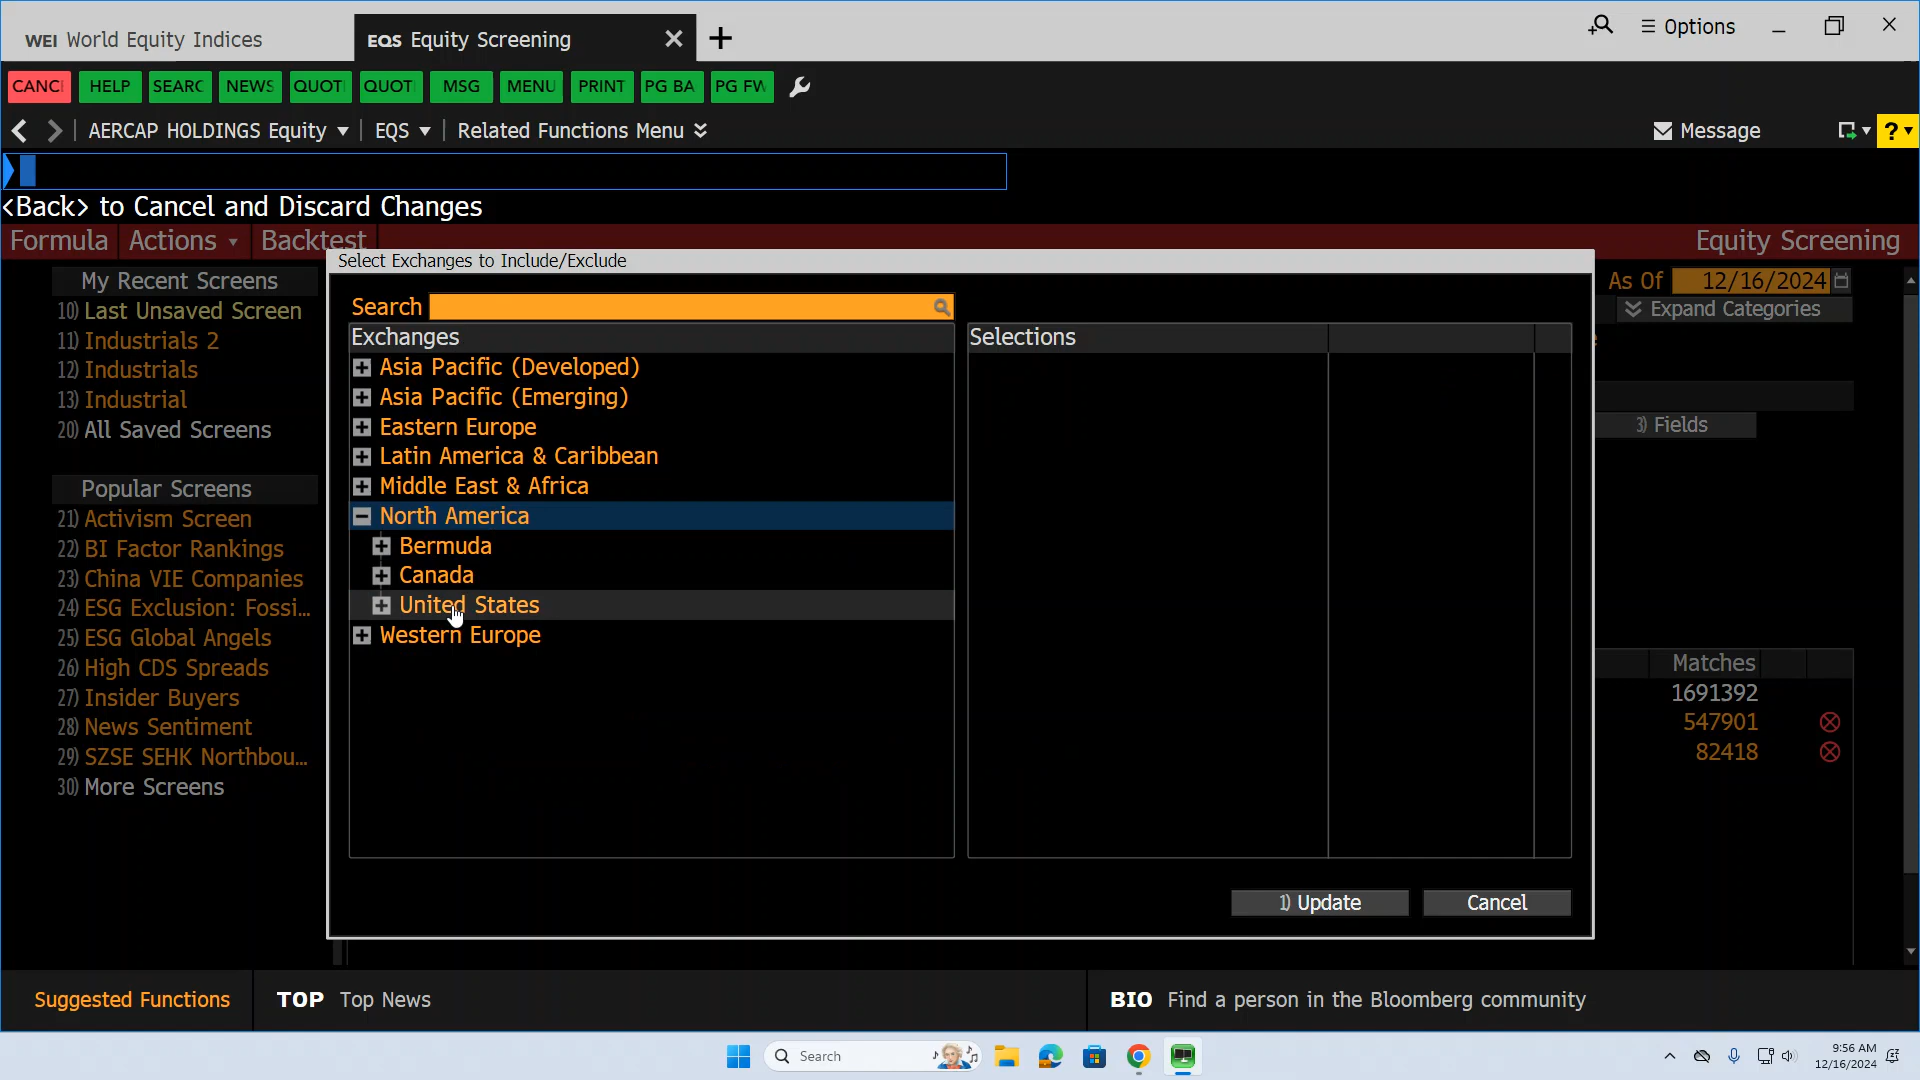 WEI World Equity Indices
EQS Equity Screening
Options
CANC
HELP
SEARC
NEWS
QUOT
QUOT
MSG
MENU
PRINT
PG BA
PG FW
AERCAP HOLDINGS Equity
EQS
Related Functions Menu
Message
?
<Back> to Cancel and Discard Changes
Formula
Actions
Backtest
Equity Screening
Select Exchanges to Include/Exclude
My Recent Screens
10) Last Unsaved Screen
11) Industrials 2
12) Industrials
13) Industrial
20) All Saved Screens
Popular Screens
21) Activism Screen
22) BI Factor Rankings
23) China VIE Companies
24) ESG Exclusion: Fossi...
25) ESG Global Angels
26) High CDS Spreads
27) Insider Buyers
28) News Sentiment
29) SZSE SEHK Northbou...
30) More Screens
Search
Exchanges
Asia Pacific (Developed)
Asia Pacific (Emerging)
Eastern Europe
Latin America & Caribbean
Middle East & Africa
North America
Bermuda
Canada
United States
Western Europe
Selections
1) Update
Cancel
As Of 12/16/2024
Expand Categories
3) Fields
Matches
1691392
547901
82418
Suggested Functions
TOP Top News
BIO Find a person in the Bloomberg community
Search
9:56 AM
12/16/2024